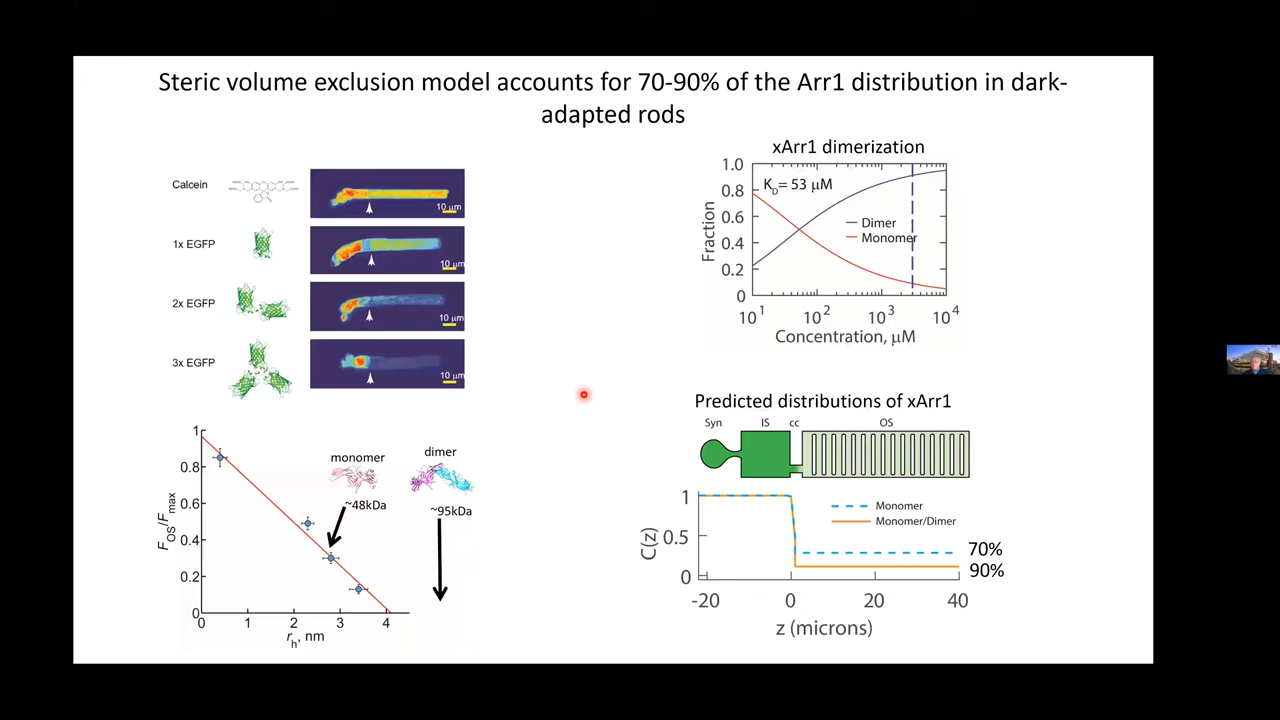 Steric volume exclusion model accounts for 70-90% of the Arr1 distribution in dark-
adapted rods
Calcein
10 μm
1x EGFP
10 μm
2x EGFP
10 μm
3x EGFP
10 μm
xArr1 dimerization
1.0
0.8
0.6
0.4
0.2
0
Fraction
K_D= 53 μM
Dimer
Monomer
10^1
10^2
10^3
10^4
Concentration, μM
1
0.8
0.6
0.4
0.2
0
F_OS/F_max
monomer
dimer
~48kDa
~95kDa
0 1 2 3 4
r_h, nm
Predicted distributions of xArr1
Syn IS cc OS
1
0.5
0
C(z)
Monomer
Monomer/Dimer
70%
90%
-20 0 20 40
z (microns)